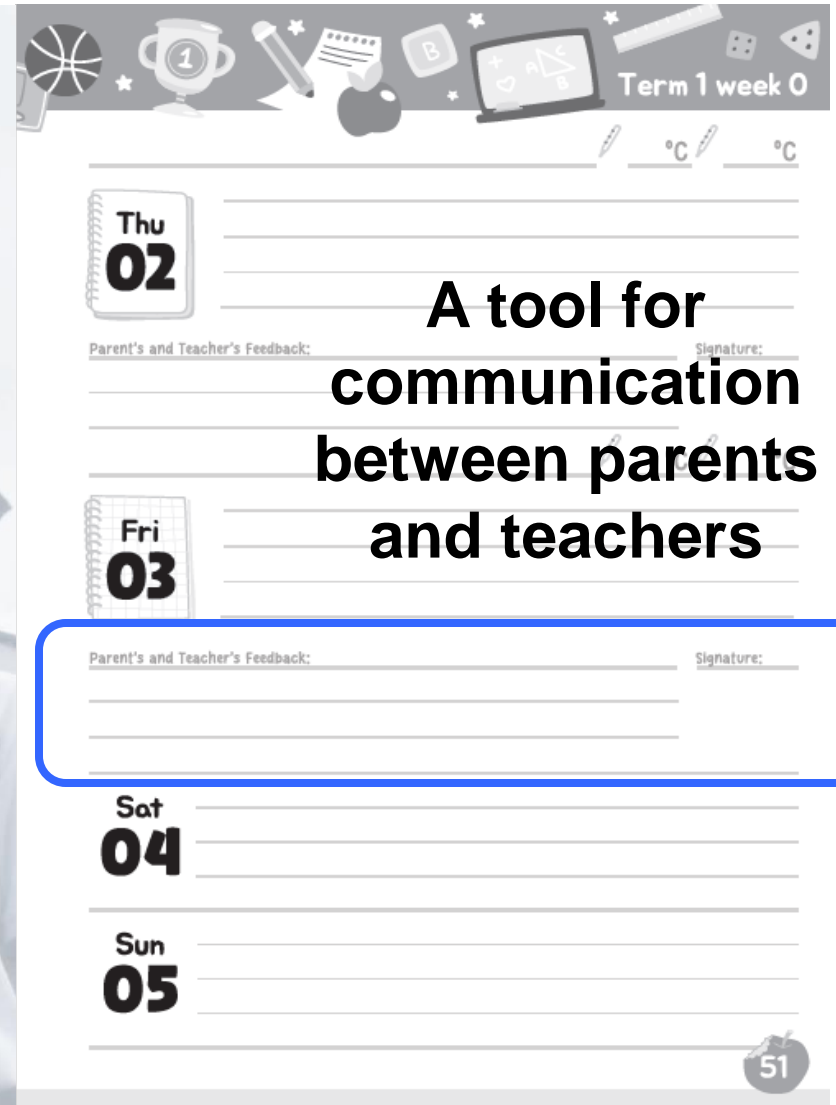 1
B
A C
B
Term 1 week 0
°C °C
Thu
02
A tool for
Parent's and Teacher's Feedback: Signature:
communication
between parents
and teachers
Fri
03
Parent's and Teacher's Feedback: Signature:
Sat
04
Sun
05
51